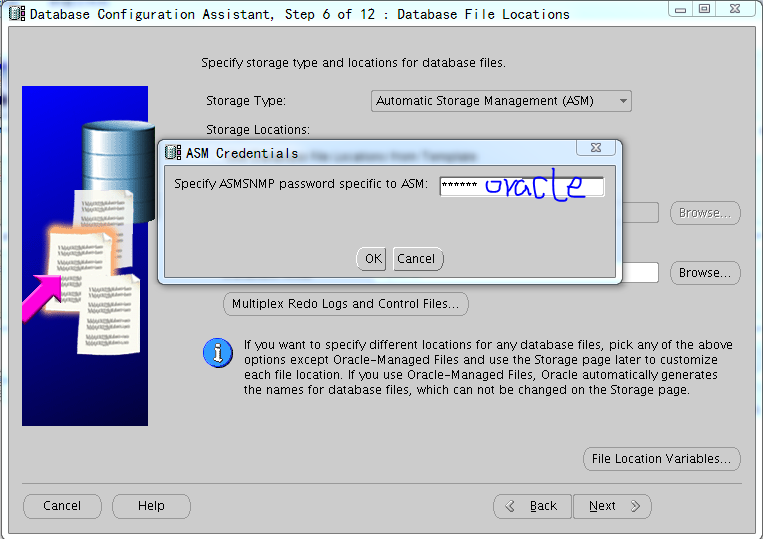 Database Configuration Assistant, Step 6 of 12 : Database File Locations
Specify storage type and locations for database files.
Storage Type: Automatic Storage Management (ASM)
Storage Locations:
ASM Credentials
Specify ASMSNMP password specific to ASM: ****** oracle
Browse...
OK Cancel
Browse...
Multiplex Redo Logs and Control Files...
If you want to specify different locations for any database files, pick any of the above
options except Oracle-Managed Files and use the Storage page later to customize
each file location. If you use Oracle-Managed Files, Oracle automatically generates
the names for database files, which can not be changed on the Storage page.
File Location Variables...
Cancel Help Back Next